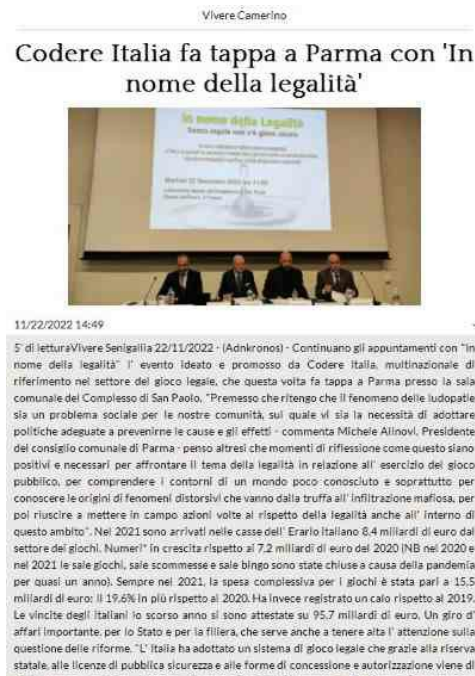 Vivere Camerino
Codere Italia fa tappa a Parma con 'In
nome della legalità'
In nome della Legalità
Senza regole non c'è gioco sicuro
11/22/2022 14:49
5' di letturaVivere Senigallia 22/11/2022 - (Adnkronos) - Continuano gli appuntamenti con "in
nome della legalità" l' evento ideato e promosso da Codere Italia, multinazionale di
riferimento nel settore del gioco legale, che questa volta fa tappa a Parma presso la sala
comunale del Complesso di San Paolo. "Premesso che ritengo che il fenomeno delle ludopatie
sia un problema sociale per le nostre comunità, sul quale vi sia la necessità di adottare
politiche adeguate a prevenirne le cause e gli effetti - commenta Michele Alinovi, Presidente
del consiglio comunale di Parma - penso altresì che momenti di riflessione come questo siano
positivi e necessari per affrontare il tema della legalità in relazione all' esercizio del gioco
pubblico, per comprendere i contorni di un mondo poco conosciuto e soprattutto per
conoscere le origini di fenomeni distorsivi che vanno dalla truffa all' infiltrazione mafiosa, per
poi riuscire a mettere in campo azioni volte al rispetto della legalità anche all' interno di
questo ambito". Nel 2021 sono arrivati nelle casse dell' Erario italiano 8,4 miliardi di euro dal
settore dei giochi. Numeri* in crescita rispetto ai 7,2 miliardi di euro del 2020 (NB nel 2020 e
nel 2021 le sale giochi, sale scommesse e sale bingo sono state chiuse a causa della pandemia
per quasi un anno). Sempre nel 2021, la spesa complessiva per i giochi è stata pari a 15,5
miliardi di euro: il 19,6% in più rispetto al 2020. Ha invece registrato un calo rispetto al 2019.
Le vincite degli italiani lo scorso anno si sono attestate su 95,7 miliardi di euro. Un giro d'
affari importante, per lo Stato e per la filiera, che serve anche a tenere alta l' attenzione sulla
questione delle riforme. "L' Italia ha adottato un sistema di gioco legale che grazie alla riserva
statale, alle licenze di pubblica sicurezza e alle forme di concessione e autorizzazione viene di